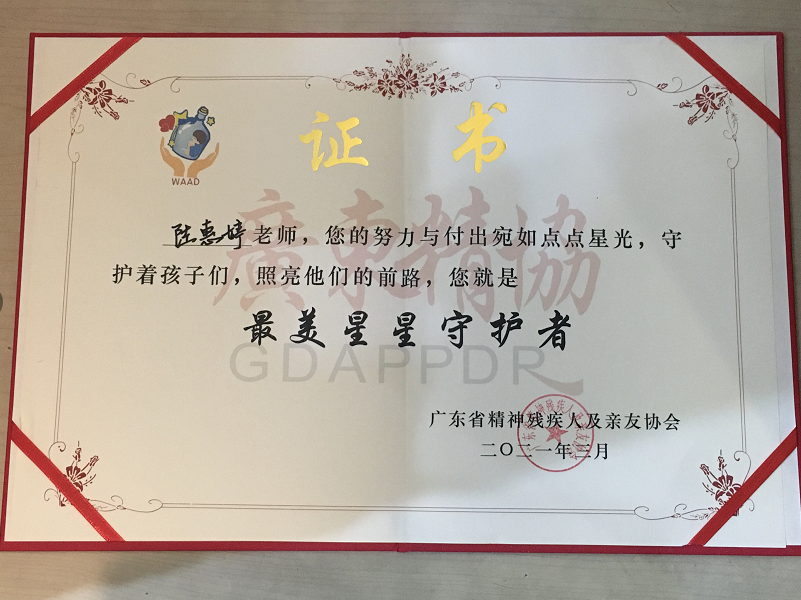 证书
WAAD
廣東精協
陆惠婷老师，您的努力与付出宛如点点星光，守
护着孩子们，照亮他们的前路，您就是
最美星星守护者
GDAPPDR
广东省精神残疾人及亲友协会
二〇二一年二月